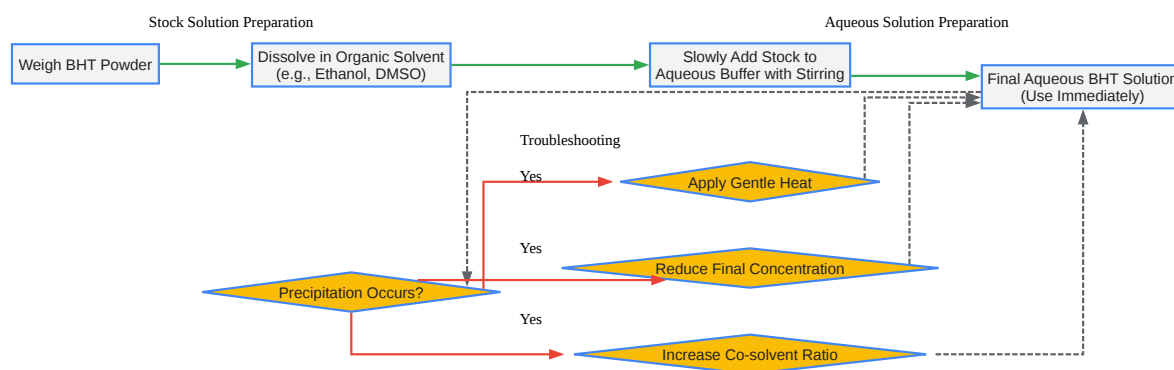 Stock Solution Preparation
Aqueous Solution Preparation
Weigh BHT Powder
Dissolve in Organic Solvent
(e.g., Ethanol, DMSO)
Slowly Add Stock to
Aqueous Buffer with Stirring
Final Aqueous BHT Solution
(Use Immediately)
Troubleshooting
Yes
Apply Gentle Heat
Yes
Reduce Final Concentration
Precipitation Occurs?
Yes
Increase Co-solvent Ratio